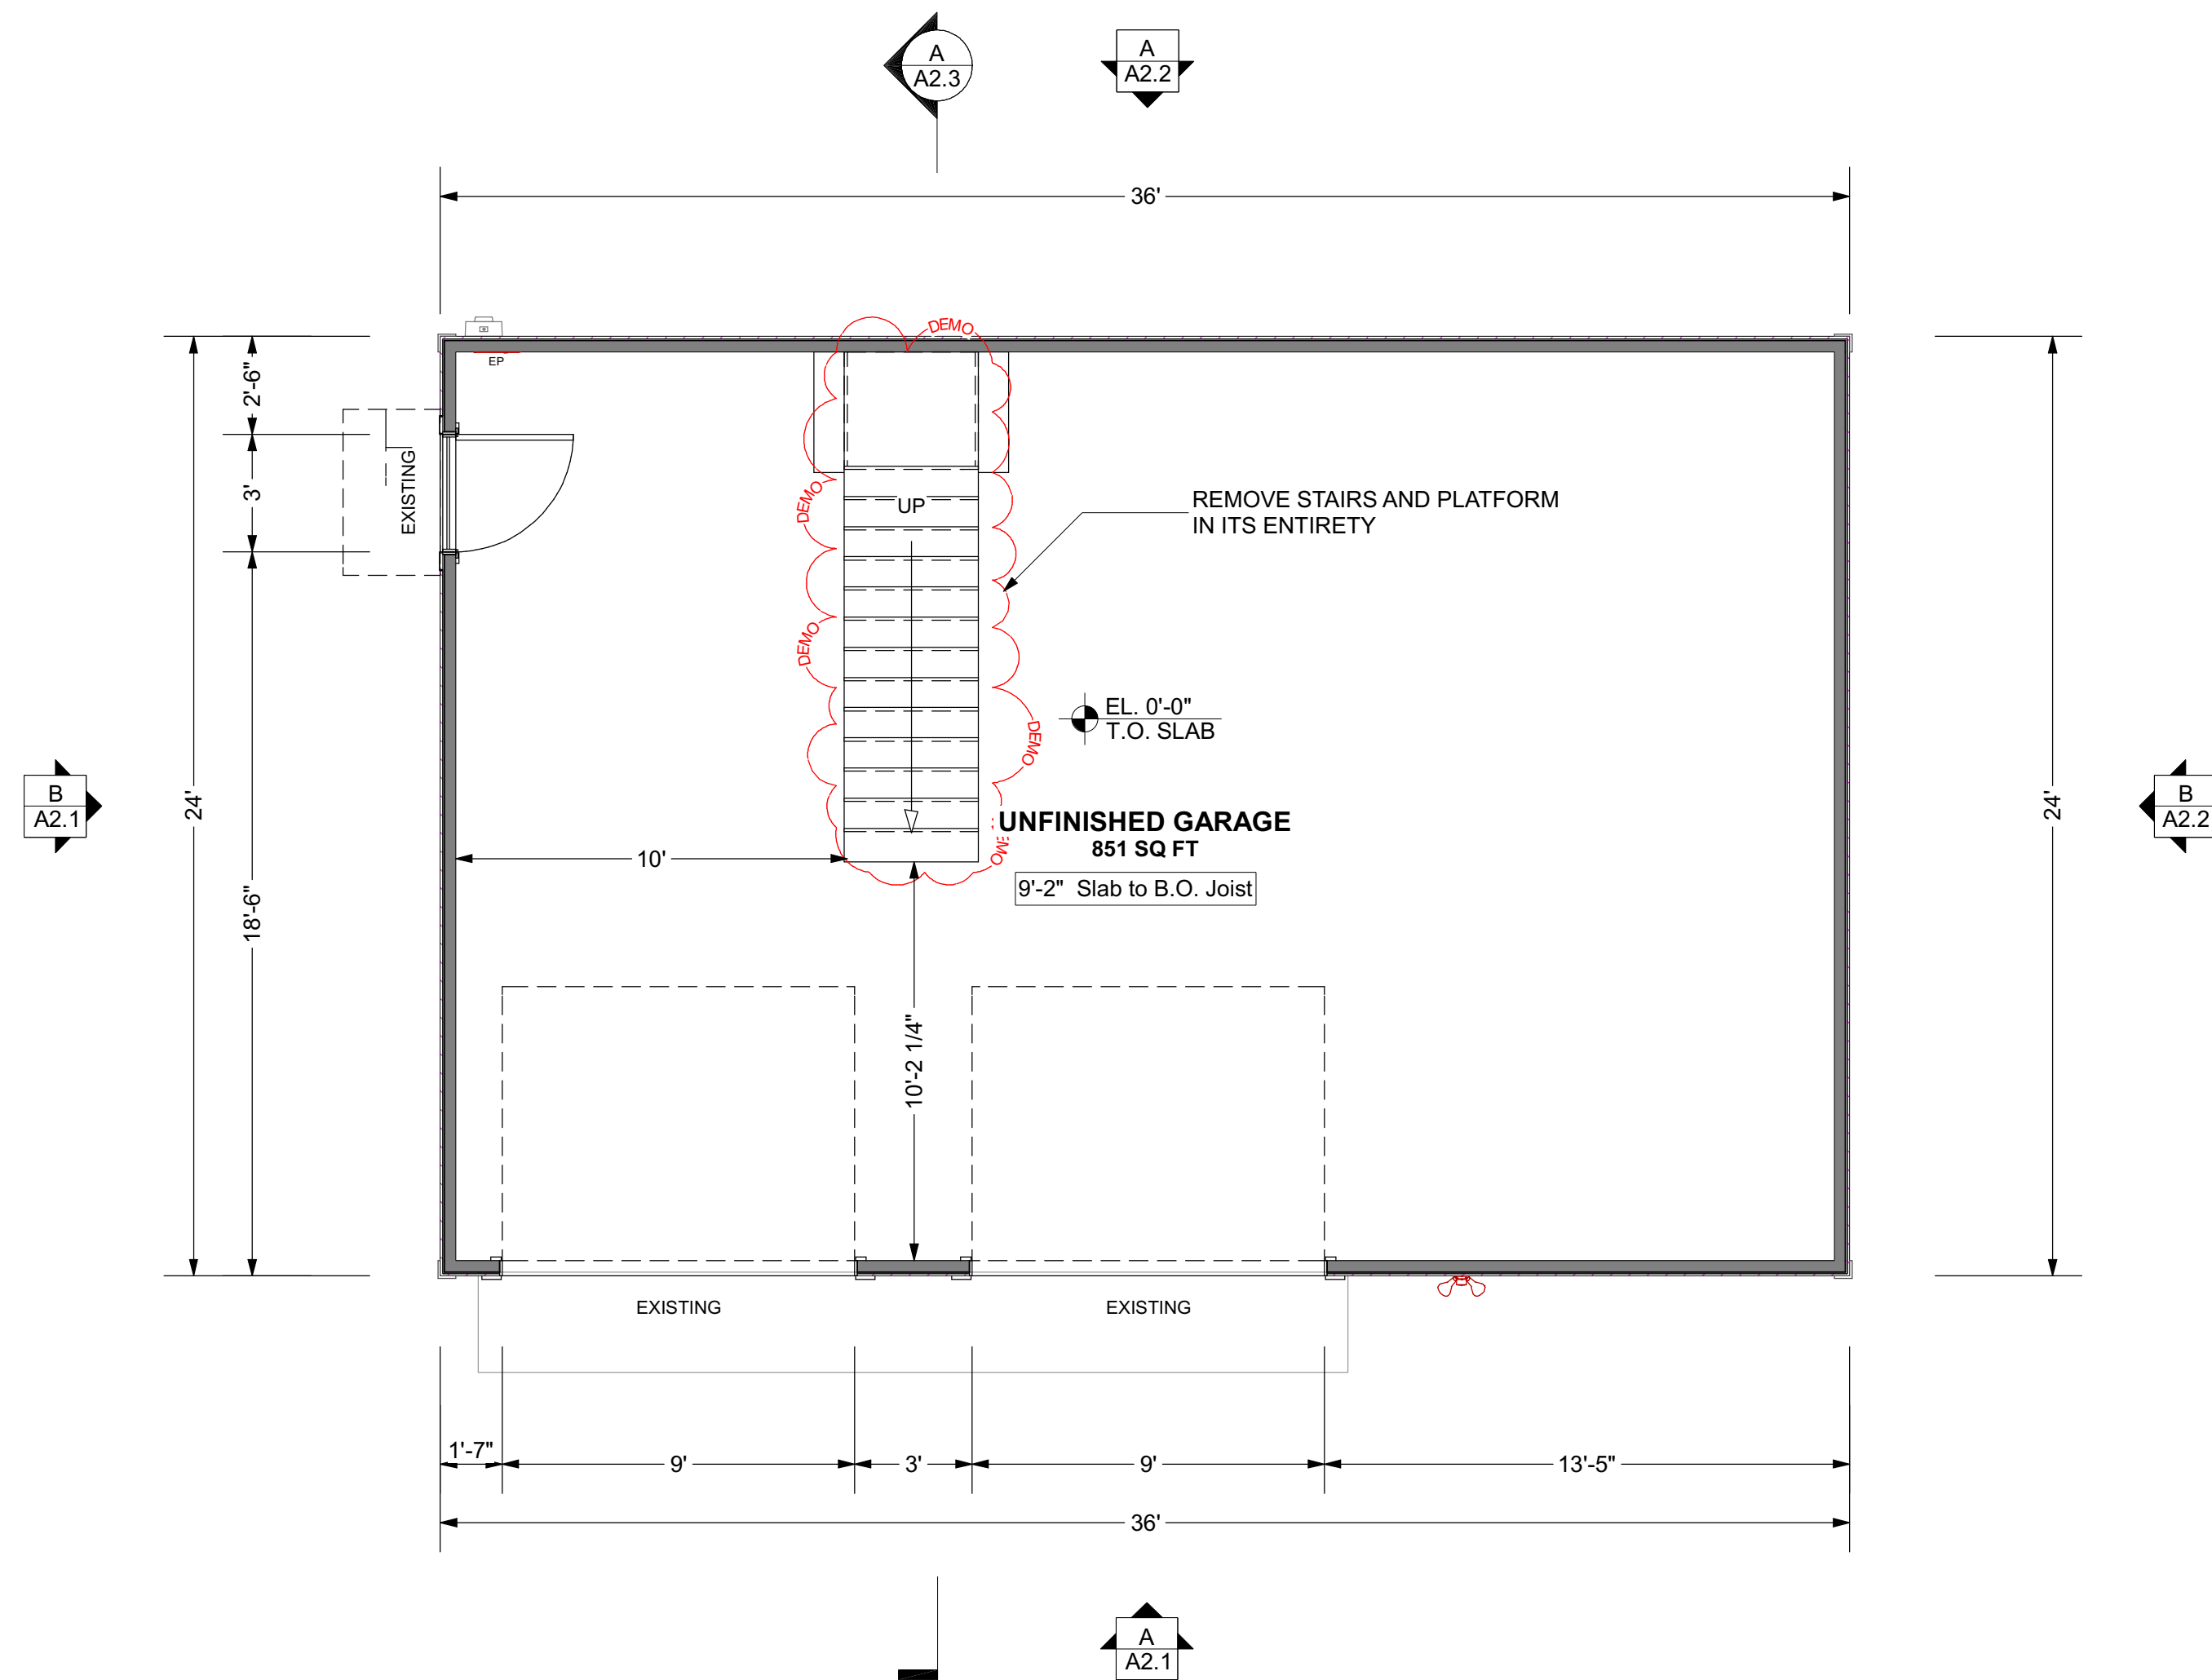 A
A2.3
A
A2.2
36'
DEMO
EP
2'-6"
EXISTING
3'
DEMO
UP
REMOVE STAIRS AND PLATFORM
IN ITS ENTIRETY
DEMO
EL. 0'-0"
T.O. SLAB
DEMO
B
A2.1
24'
24'
B
A2.2
UNFINISHED GARAGE
851 SQ FT
DEMO
10'
9'-2" Slab to B.O. Joist
18'-6"
10'-2 1/4"
EXISTING
EXISTING
1'-7"
9'
3'
9'
13'-5"
36'
A
A2.1